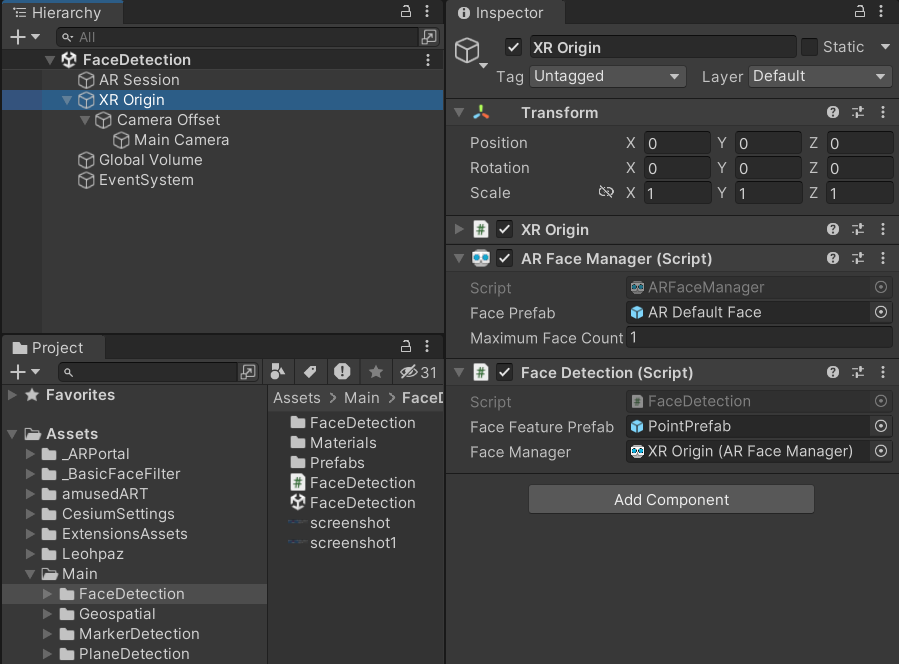 Hierarchy
All
FaceDetection
AR Session
XR Origin
Camera Offset
Main Camera
Global Volume
EventSystem
Project
31
Favorites
Assets
_ARPortal
_BasicFaceFilter
amusedART
CesiumSettings
ExtensionsAssets
Leohpaz
Main
FaceDetection
Geospatial
MarkerDetection
PlaneDetection
Assets > Main > FaceD
FaceDetection
Materials
Prefabs
FaceDetection
FaceDetection
screenshot
screenshot1
Inspector
XR Origin Static
Tag Untagged Layer Default
Transform
Position X 0 Y 0 Z 0
Rotation X 0 Y 0 Z 0
Scale X 1 Y 1 Z 1
XR Origin
AR Face Manager (Script)
Script ARFaceManager
Face Prefab AR Default Face
Maximum Face Count 1
Face Detection (Script)
Script FaceDetection
Face Feature Prefab PointPrefab
Face Manager XR Origin (AR Face Manager)
Add Component